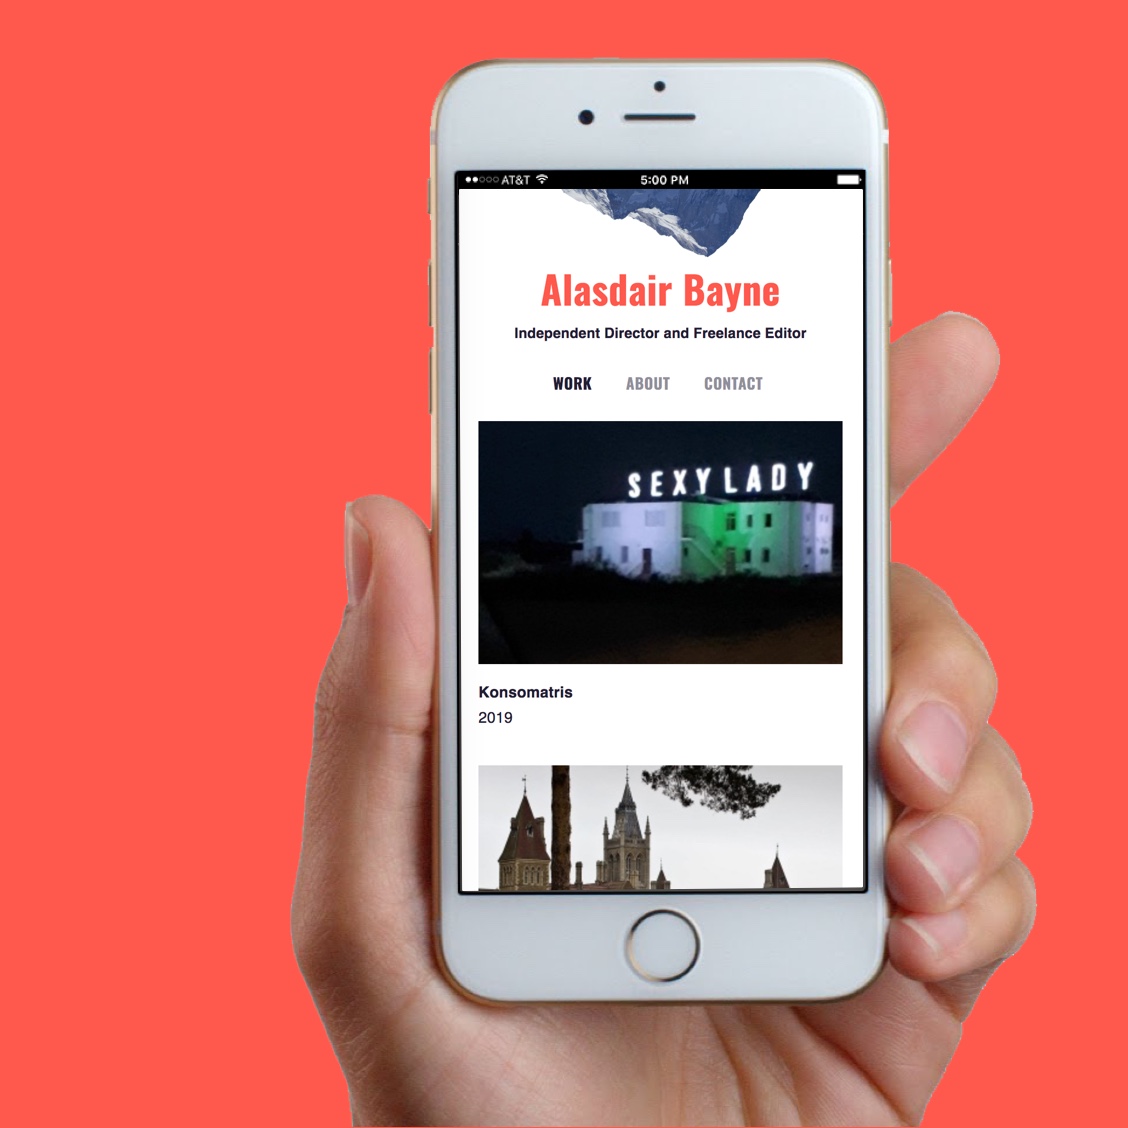 AT&T 5:00 PM
Alasdair Bayne
Independent Director and Freelance Editor
WORK ABOUT CONTACT
SEXY LADY
Konsomatris
2019